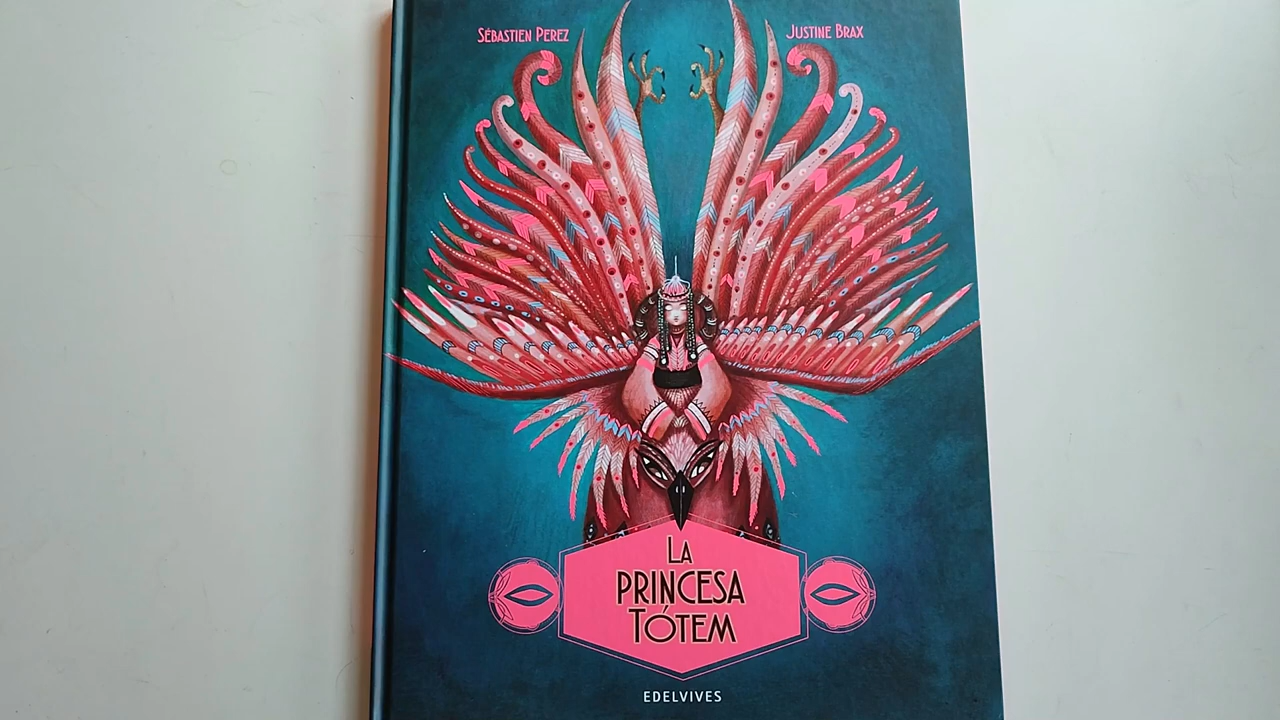 SÉBASTIEN PEREZ
JUSTINE BRAX
LA
PRINCESA
TÓTEM
EDELVIVES